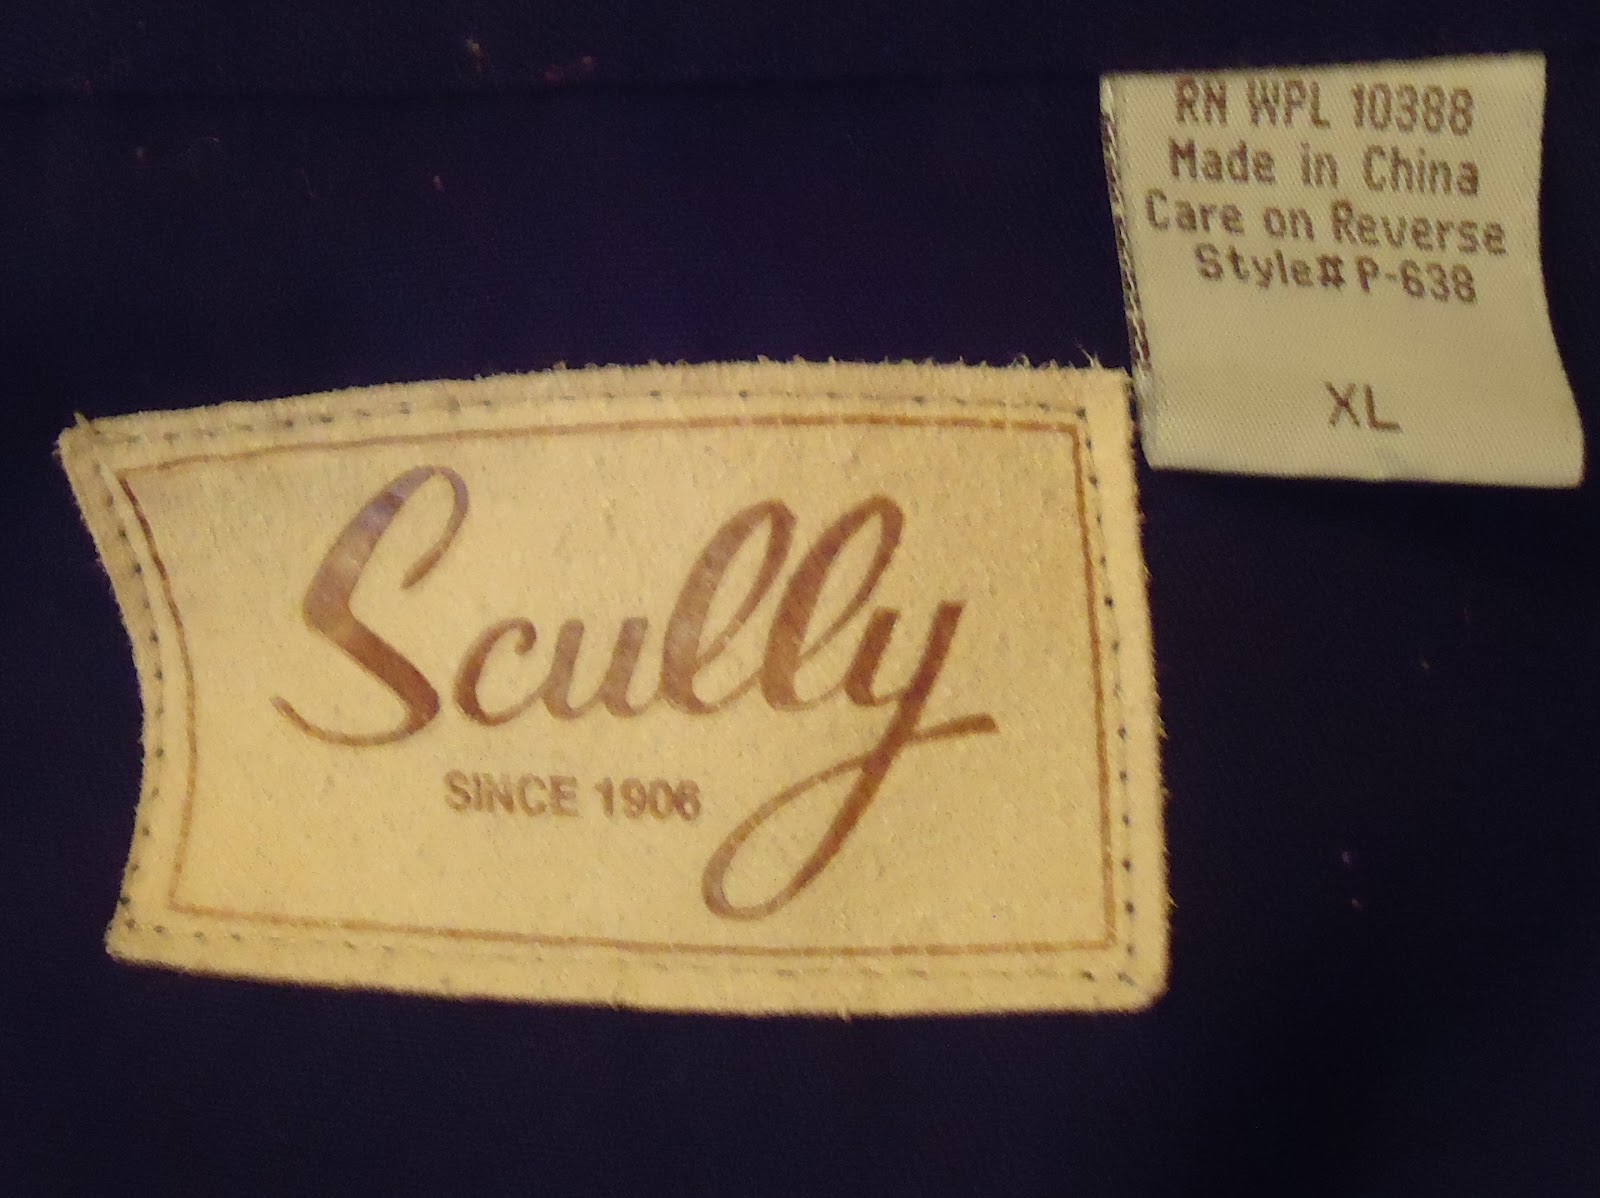 RN WPL 10388
Made in China
Care on Reverse
Style# P-638
XL
Scully
SINCE 1906